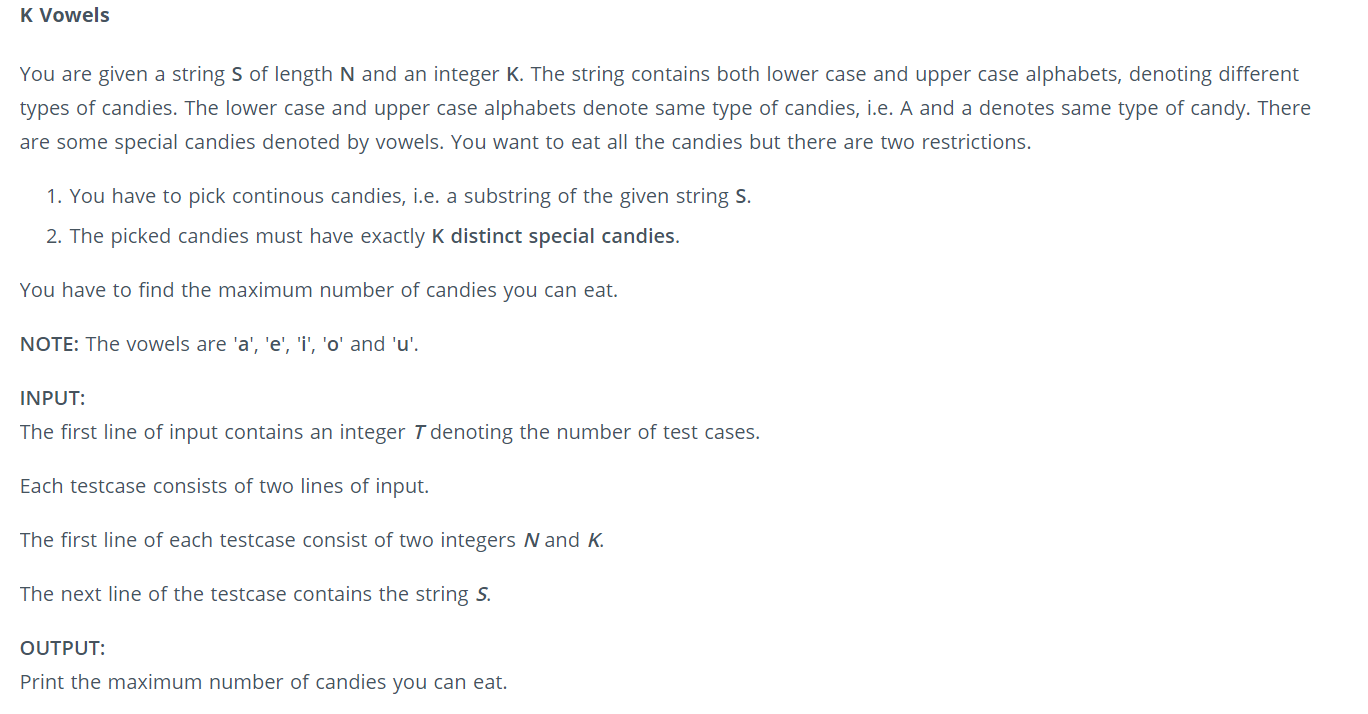 K Vowels
You are given a string S of length N and an integer K. The string contains both lower case and upper case alphabets, denoting different
types of candies. The lower case and upper case alphabets denote same type of candies, i.e. A and a denotes same type of candy. There
are some special candies denoted by vowels. You want to eat all the candies but there are two restrictions.
1. You have to pick continous candies, i.e. a substring of the given string S.
2. The picked candies must have exactly K distinct special candies.
You have to find the maximum number of candies you can eat.
NOTE: The vowels are 'a', 'e', 'i', 'o' and 'u'.
INPUT:
The first line of input contains an integer T denoting the number of test cases.
Each testcase consists of two lines of input.
The first line of each testcase consist of two integers N and K.
The next line of the testcase contains the string S.
OUTPUT:
Print the maximum number of candies you can eat.